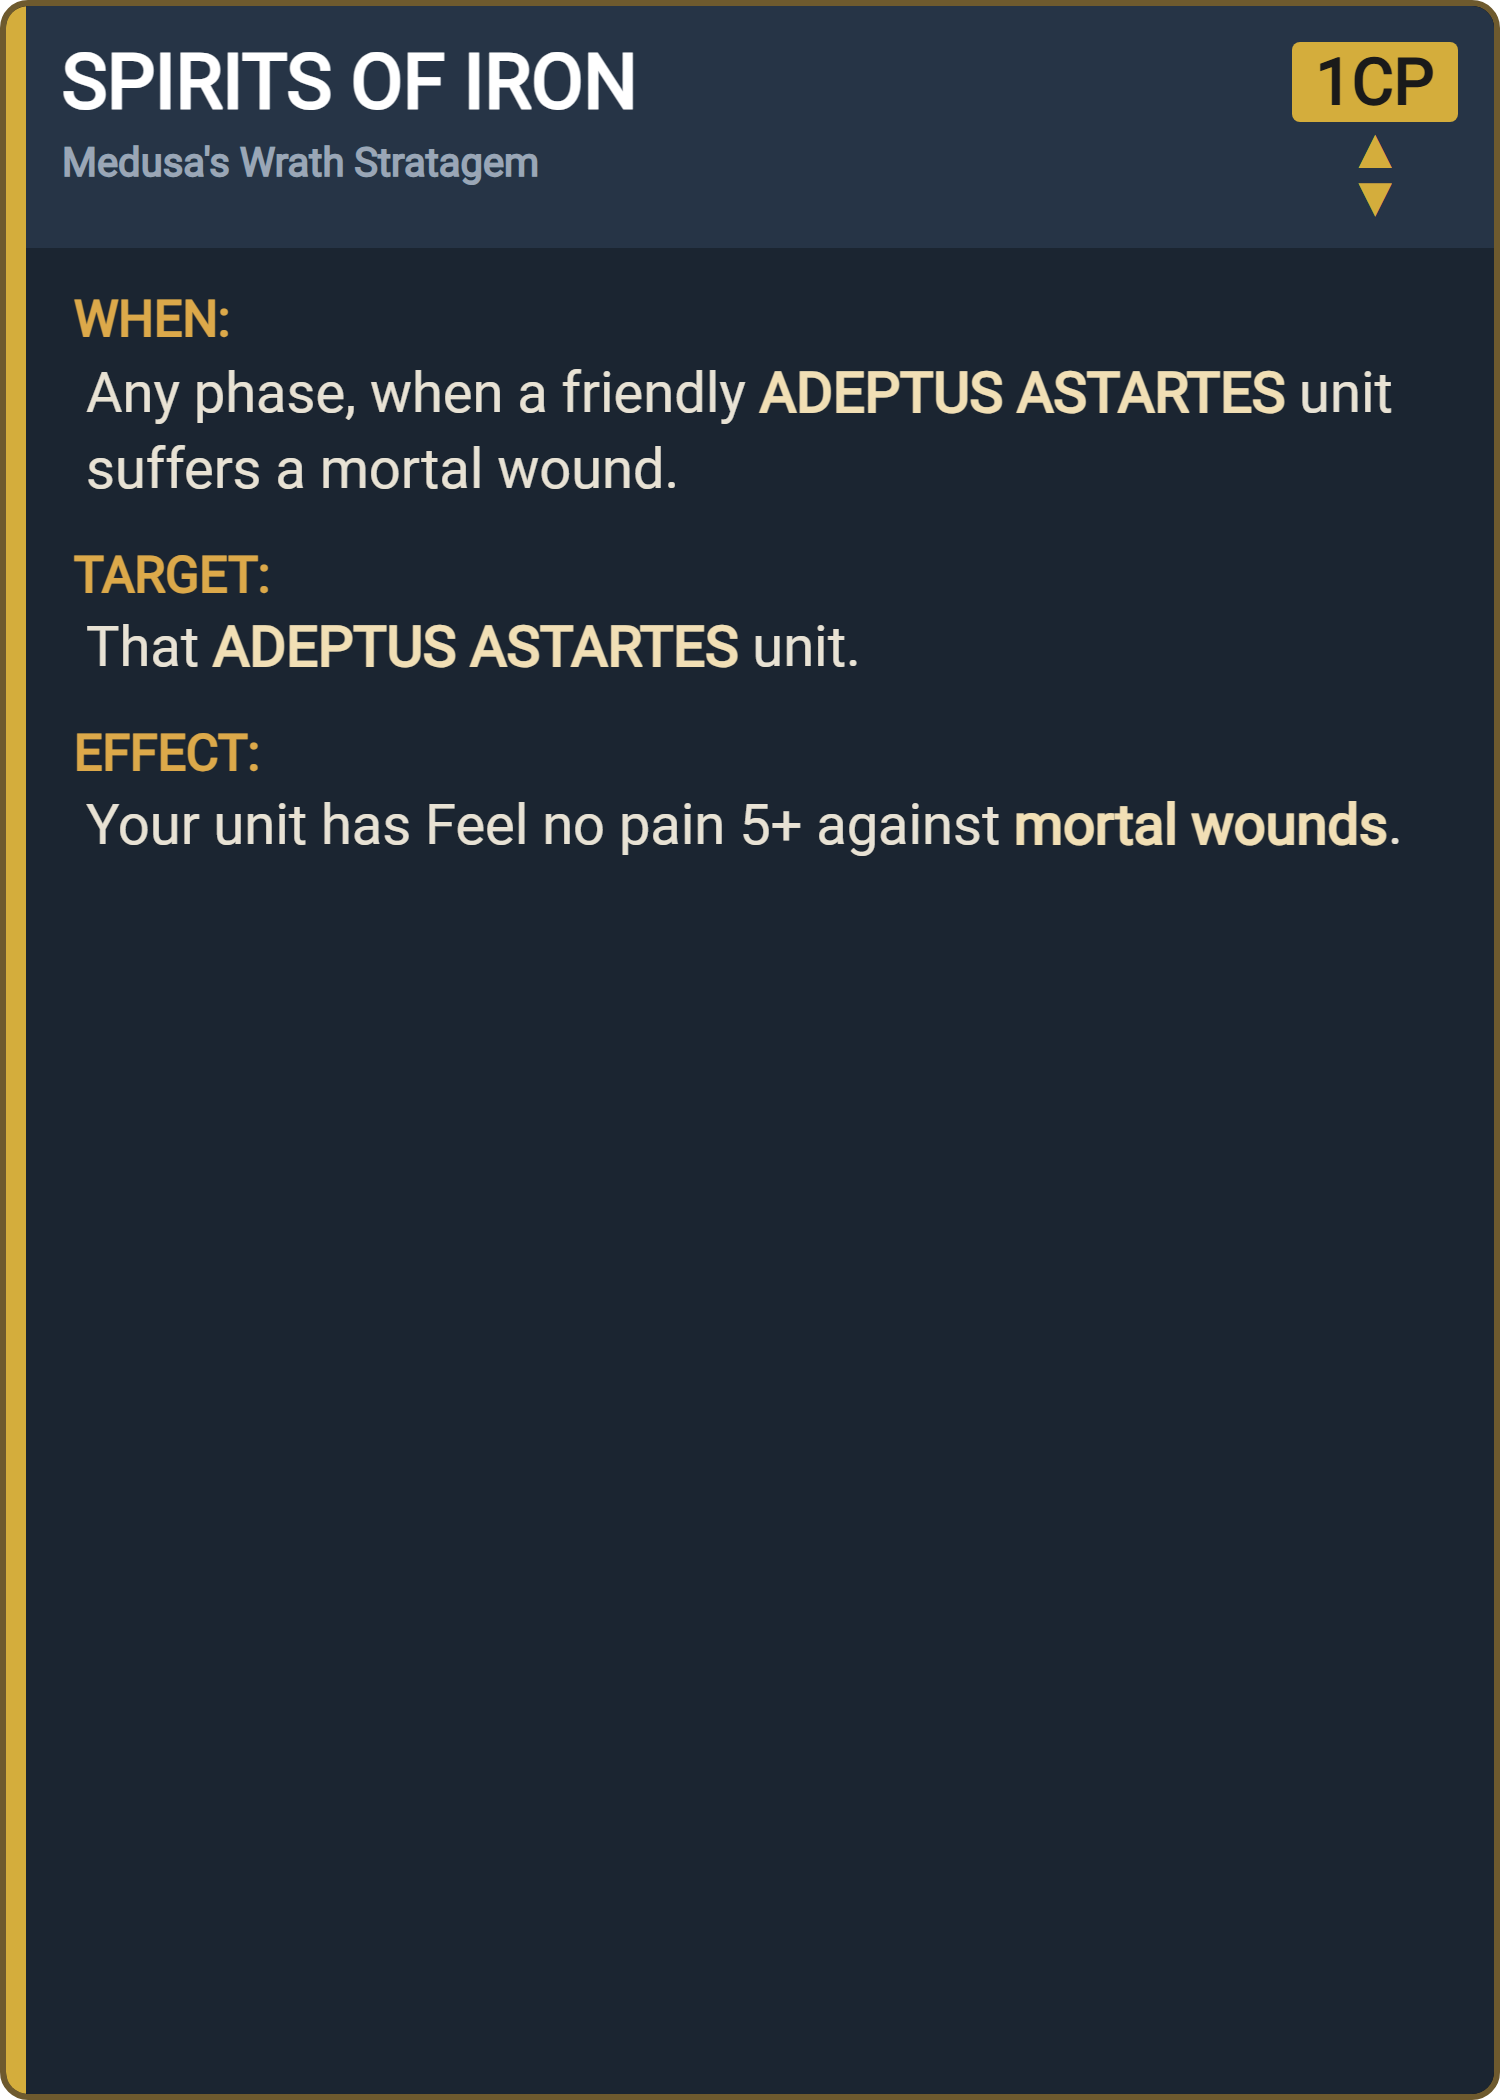 SPIRITS OF IRON
1CP
Medusa's Wrath Stratagem
▲
▼
WHEN:
Any phase, when a friendly ADEPTUS ASTARTES unit
suffers a mortal wound.
TARGET:
That ADEPTUS ASTARTES unit.
EFFECT:
Your unit has Feel no pain 5+ against mortal wounds.